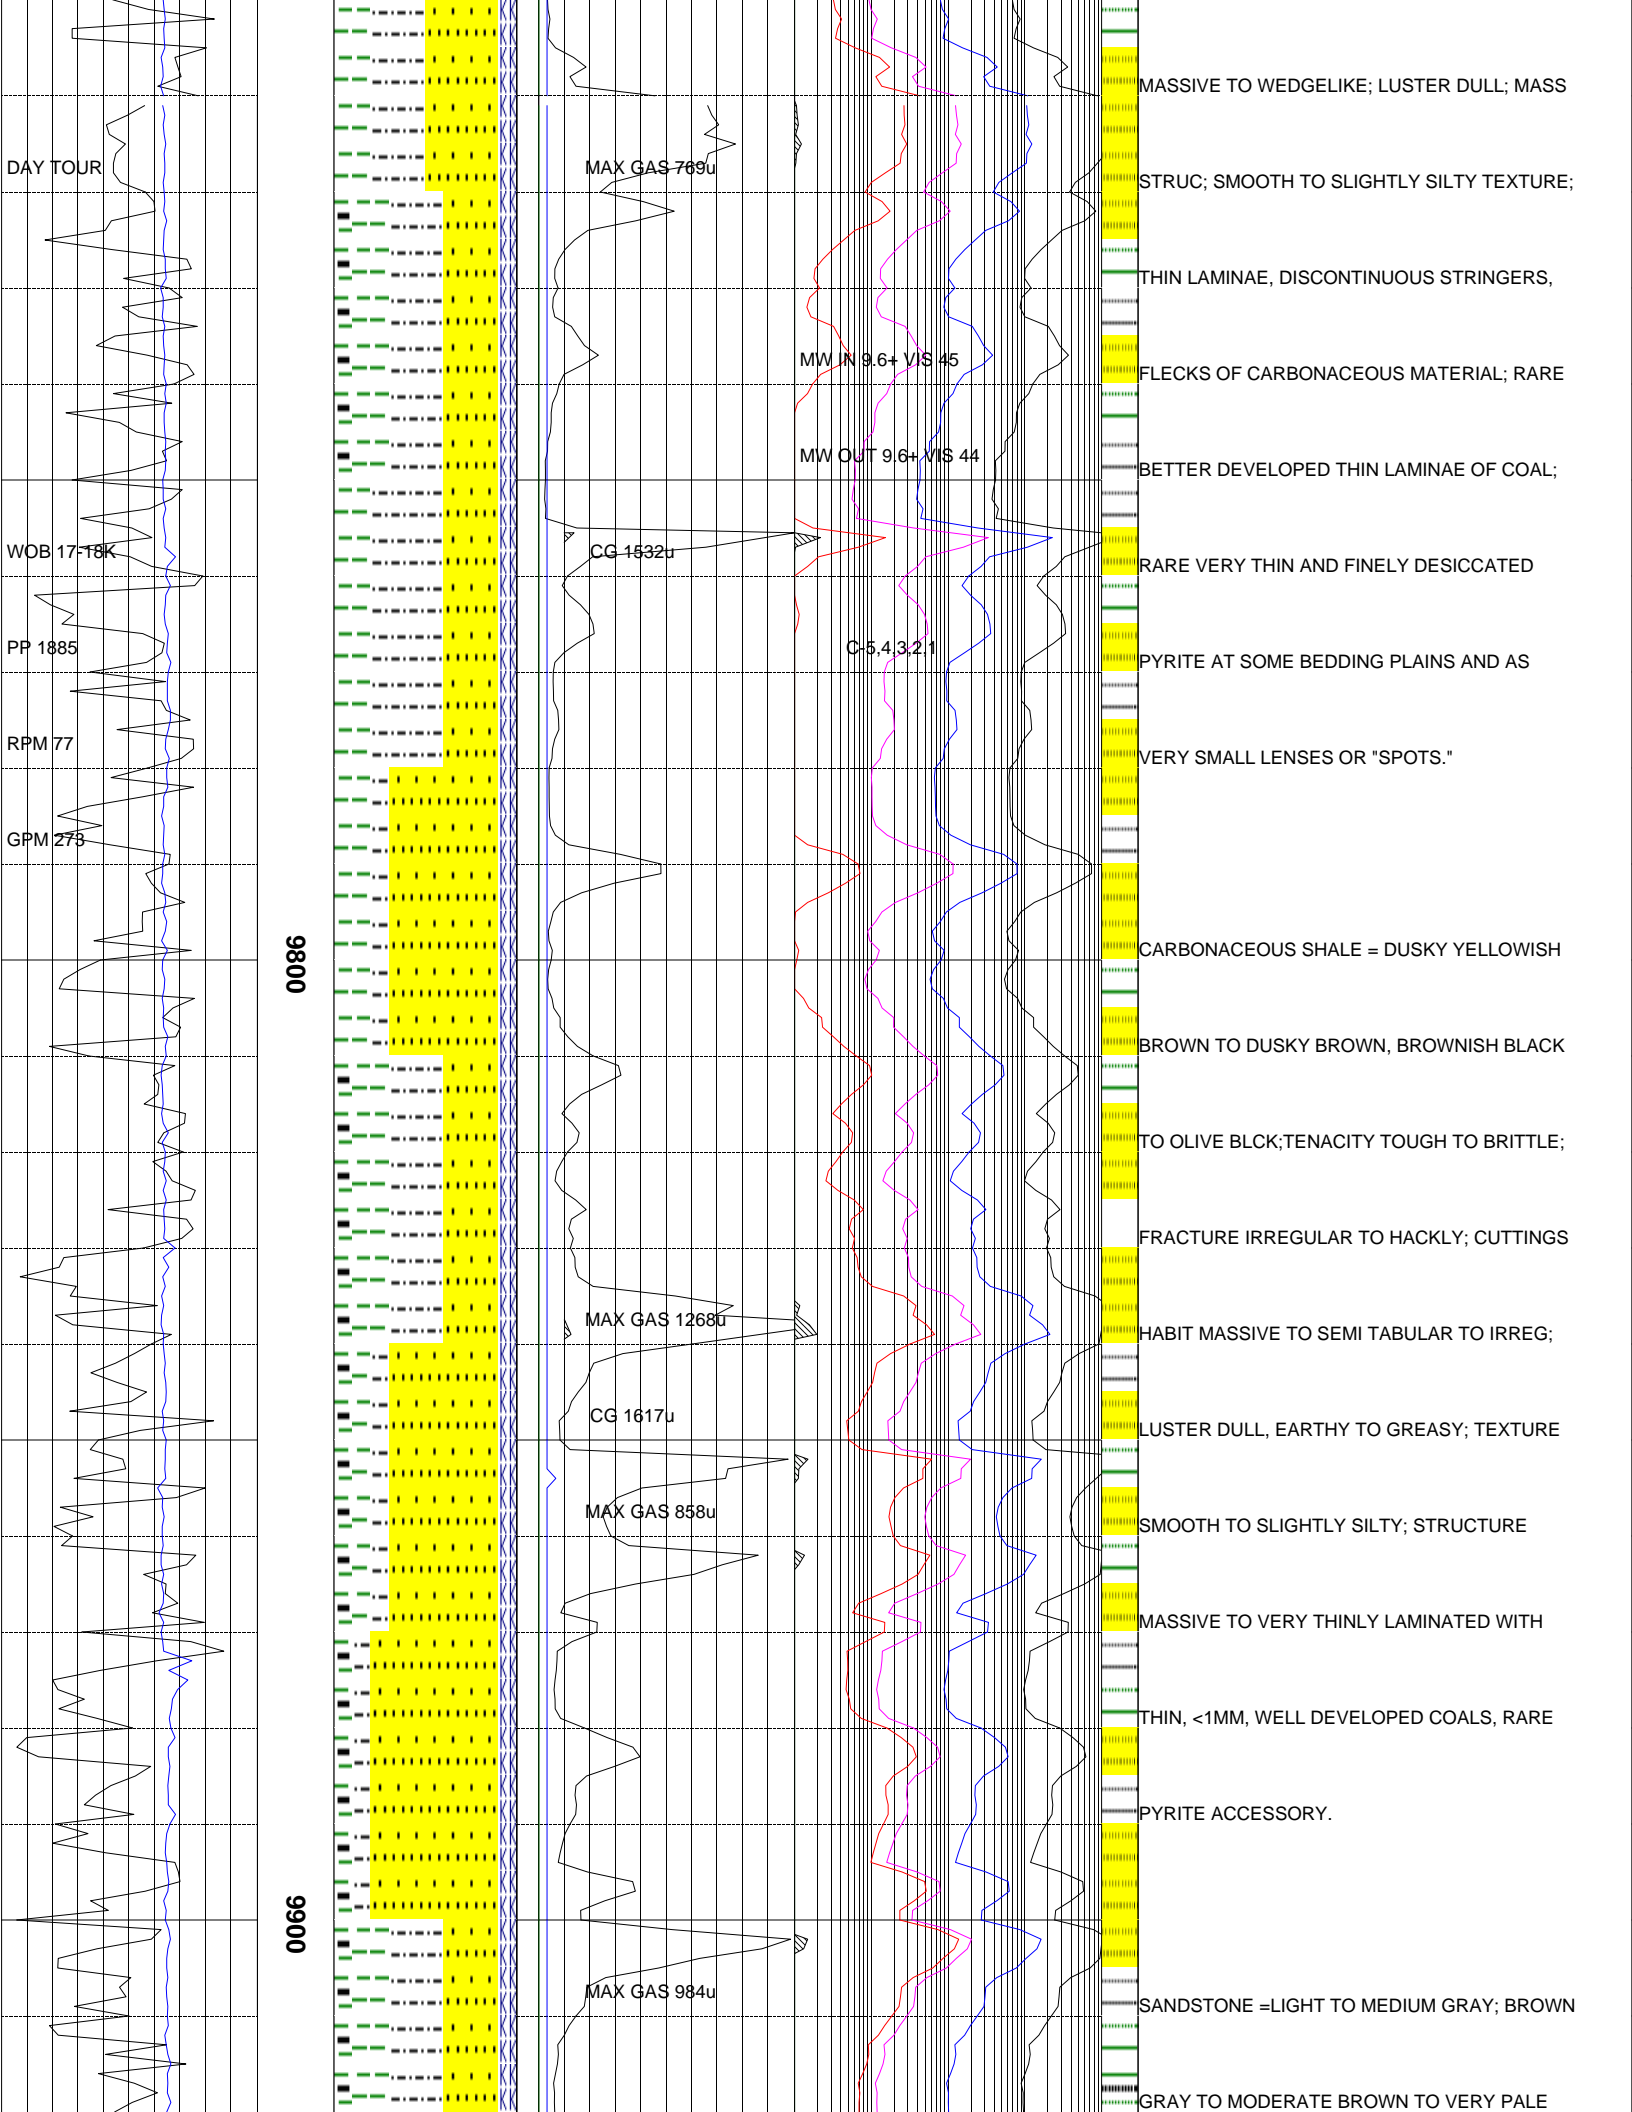 MASSIVE TO WEDGELIKE; LUSTER DULL; MASS
DAY TOUR
MAX GAS 769u
STRUC; SMOOTH TO SLIGHTLY SILTY TEXTURE;
THIN LAMINAE, DISCONTINUOUS STRINGERS,
MW IN 9.6+ VIS 45
FLECKS OF CARBONACEOUS MATERIAL; RARE
MW OUT 9.6+ VIS 44
BETTER DEVELOPED THIN LAMINAE OF COAL;
WOB 17-18K
CG 1532u
RARE VERY THIN AND FINELY DESICCATED
PP 1885
C-5,4,3,2,1
PYRITE AT SOME BEDDING PLAINS AND AS
RPM 77
VERY SMALL LENSES OR "SPOTS."
GPM 273
9800
CARBONACEOUS SHALE = DUSKY YELLOWISH
BROWN TO DUSKY BROWN, BROWNISH BLACK
TO OLIVE BLCK;TENACITY TOUGH TO BRITTLE;
FRACTURE IRREGULAR TO HACKLY; CUTTINGS
MAX GAS 1268u
HABIT MASSIVE TO SEMI TABULAR TO IRREG;
CG 1617u
LUSTER DULL, EARTHY TO GREASY; TEXTURE
MAX GAS 858u
SMOOTH TO SLIGHTLY SILTY; STRUCTURE
MASSIVE TO VERY THINLY LAMINATED WITH
THIN, <1MM, WELL DEVELOPED COALS, RARE
PYRITE ACCESSORY.
9900
MAX GAS 984u
SANDSTONE =LIGHT TO MEDIUM GRAY; BROWN
GRAY TO MODERATE BROWN TO VERY PALE